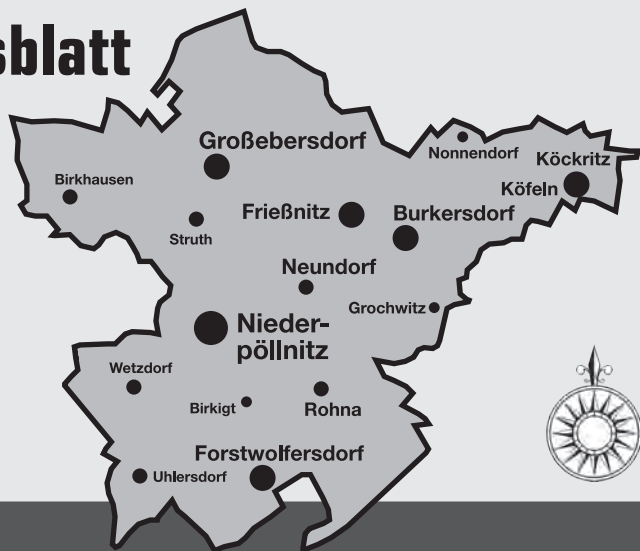 sblatt
Großebersdorf
Nonnendorf
Köckritz
Birkhausen
Köfeln
Frießnitz
Burkersdorf
Struth
Neundorf
Grochwitz
Nieder-
pöllnitz
Wetzdorf
Birkigt
Rohna
Forstwolfersdorf
Uhlersdorf